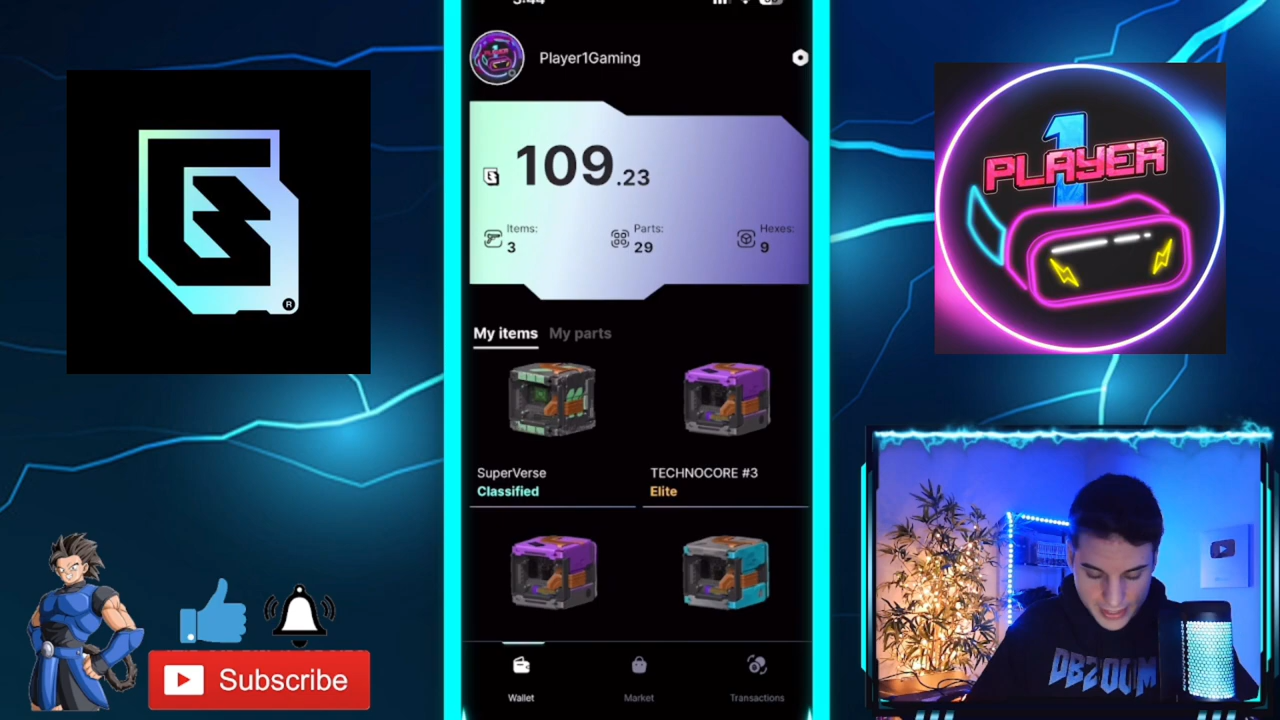 Player1Gaming
109.23
Items:
3
Parts:
29
Hexes:
9
My items
My parts
SuperVerse
Classified
TECHNOCORE #3
Elite
Wallet
Market
Transactions
1
PLAYER
R
Subscribe
DBZOOM